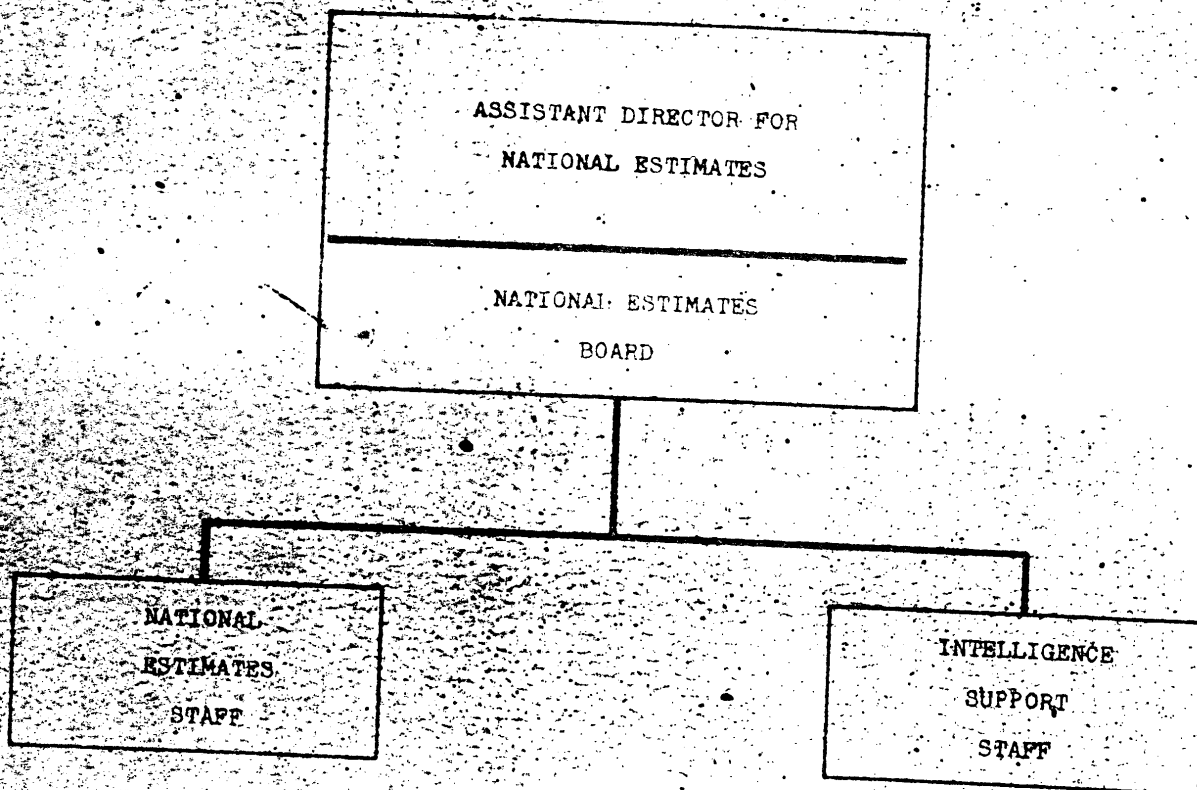 ASSISTANT DIRECTOR FOR
NATIONAL ESTIMATES
NATIONAL ESTIMATES
BOARD
NATIONAL
ESTIMATES
STAFF
INTELLIGENCE
SUPPORT
STAFF